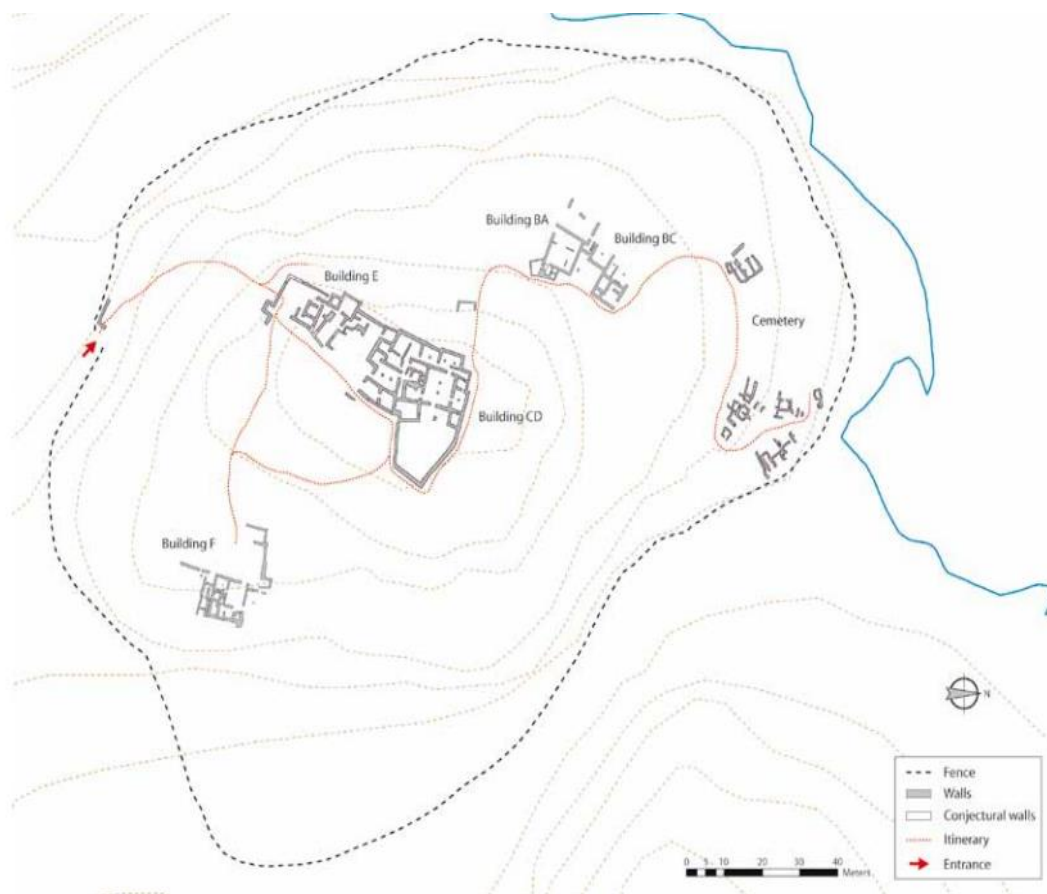 Building BA
Building BC
Building E
Cemetery
Building CD
Building F
N
Fence
Walls
Conjectural walls
Itinerary
Entrance
0 5 10 20 30 40
Meters